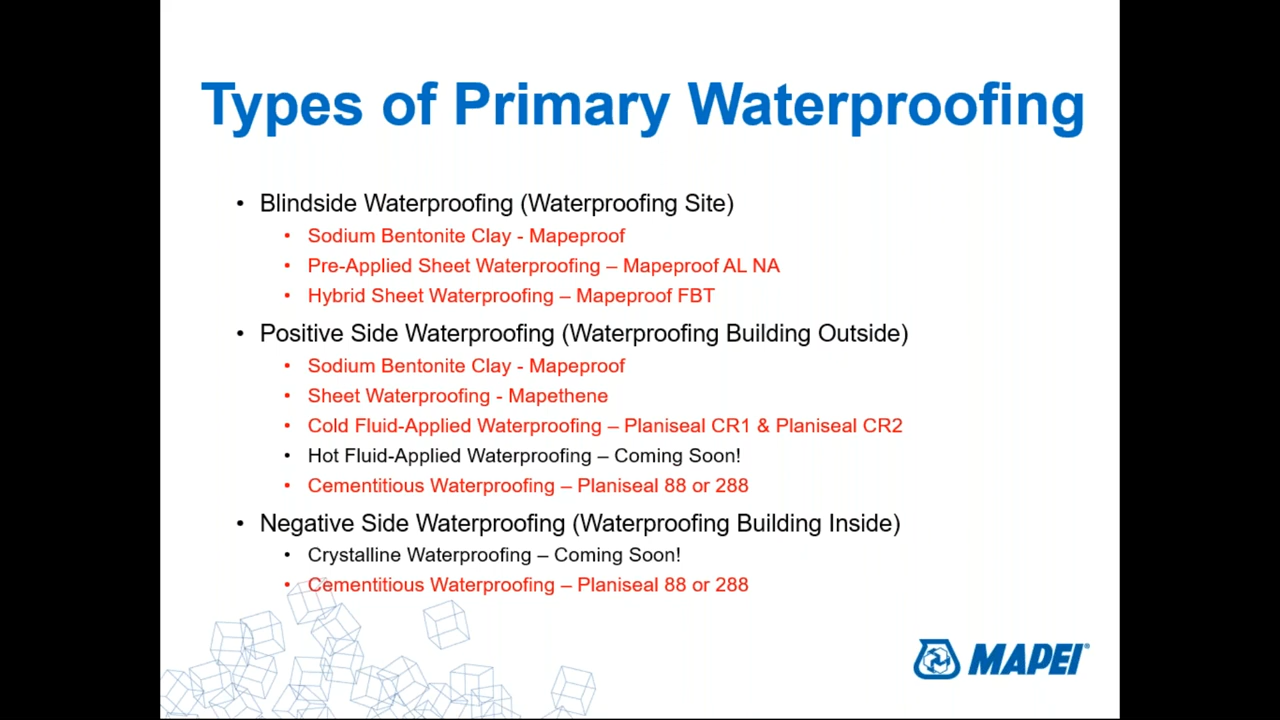 Types of Primary Waterproofing
• Blindside Waterproofing (Waterproofing Site)
• Sodium Bentonite Clay - Mapeproof
• Pre-Applied Sheet Waterproofing – Mapeproof AL NA
• Hybrid Sheet Waterproofing – Mapeproof FBT
• Positive Side Waterproofing (Waterproofing Building Outside)
• Sodium Bentonite Clay - Mapeproof
• Sheet Waterproofing - Mapethene
• Cold Fluid-Applied Waterproofing – Planiseal CR1 & Planiseal CR2
• Hot Fluid-Applied Waterproofing – Coming Soon!
• Cementitious Waterproofing – Planiseal 88 or 288
• Negative Side Waterproofing (Waterproofing Building Inside)
• Crystalline Waterproofing – Coming Soon!
• Cementitious Waterproofing – Planiseal 88 or 288
MAPEI®